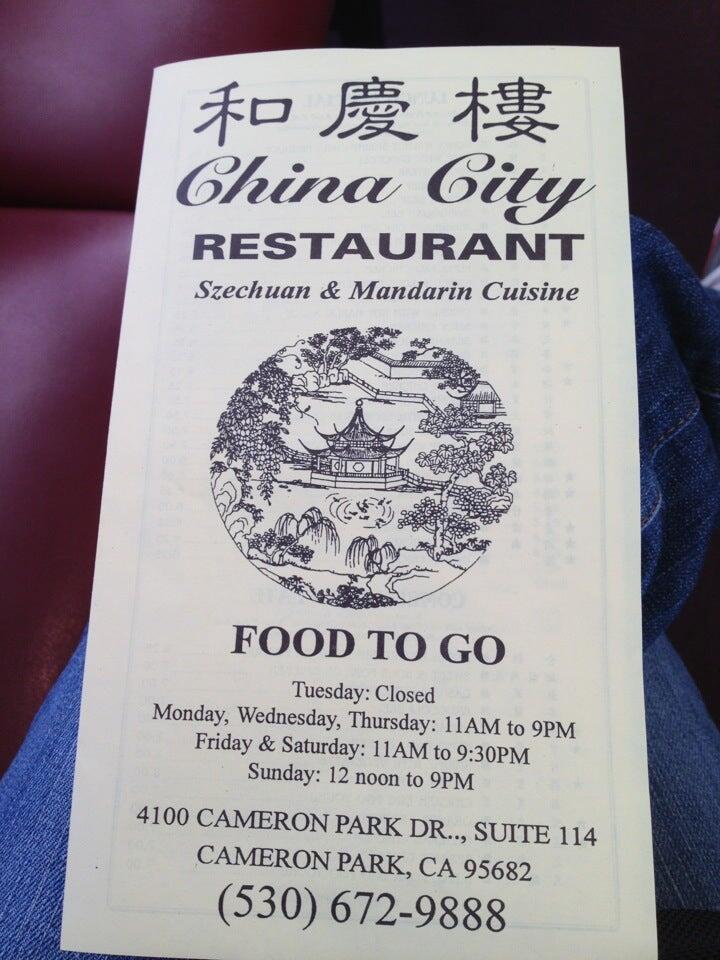 和慶樓
China City
RESTAURANT
Szechuan & Mandarin Cuisine
FOOD TO GO
Tuesday: Closed
Monday, Wednesday, Thursday: 11AM to 9PM
Friday & Saturday: 11AM to 9:30PM
Sunday: 12 noon to 9PM
4100 CAMERON PARK DR.., SUITE 114
CAMERON PARK, CA 95682
(530) 672-9888